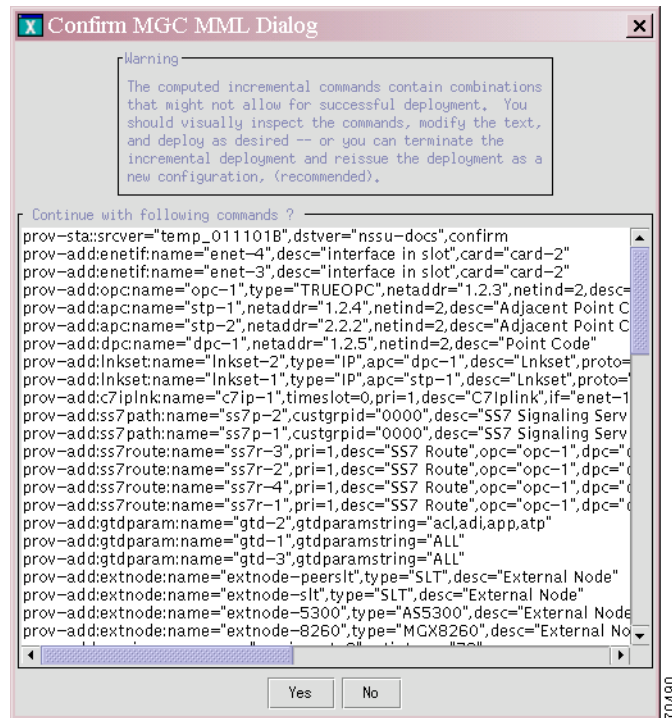 Confirm MGC MML Dialog
Warning
The computed incremental commands contain combinations
that might not allow for successful deployment. You
should visually inspect the commands, modify the text,
and deploy as desired -- or you can terminate the
incremental deployment and reissue the deployment as a
new configuration, (recommended).
Continue with following commands ?
prov-sta::srcver="temp_011101B",dstver="nssu-docs",confirm
prov-add:enetif:name="enet-4",desc="interface in slot",card="card-2"
prov-add:enetif:name="enet-3",desc="interface in slot",card="card-2"
prov-add:opc:name="opc-1",type="TRUEOPC",netaddr="1.2.3",netind=2,desc=
prov-add:apc:name="stp-1",netaddr="1.2.4",netind=2,desc="Adjacent Point C
prov-add:apc:name="stp-2",netaddr="2.2.2",netind=2,desc="Adjacent Point C
prov-add:dpc:name="dpc-1",netaddr="1.2.5",netind=2,desc="Point Code"
prov-add:lnkset:name="lnkset-2",type="IP",apc="dpc-1",desc="Lnkset",proto=
prov-add:lnkset:name="lnkset-1",type="IP",apc="stp-1",desc="Lnkset",proto="
prov-add:c7iplnk:name="c7ip-1",timeslot=0,pri=1,desc="C7Iplink",if="enet-1
prov-add:ss7path:name="ss7p-2",custgrpid="0000",desc="SS7 Signaling Serv
prov-add:ss7path:name="ss7p-1",custgrpid="0000",desc="SS7 Signaling Serv
prov-add:ss7route:name="ss7r-3",pri=1,desc="SS7 Route",opc="opc-1",dpc="
prov-add:ss7route:name="ss7r-2",pri=1,desc="SS7 Route",opc="opc-1",dpc="
prov-add:ss7route:name="ss7r-4",pri=1,desc="SS7 Route",opc="opc-1",dpc="
prov-add:ss7route:name="ss7r-1",pri=1,desc="SS7 Route",opc="opc-1",dpc="
prov-add:gtdparam:name="gtd-2",gtdparamstring="acl,adi,app,atp"
prov-add:gtdparam:name="gtd-1",gtdparamstring="ALL"
prov-add:gtdparam:name="gtd-3",gtdparamstring="ALL"
prov-add:extnode:name="extnode-peerslt",type="SLT",desc="External Node"
prov-add:extnode:name="extnode-slt",type="SLT",desc="External Node"
prov-add:extnode:name="extnode-5300",type="AS5300",desc="External Node
prov-add:extnode:name="extnode-8260",type="MGX8260",desc="External No
Yes
No
70490